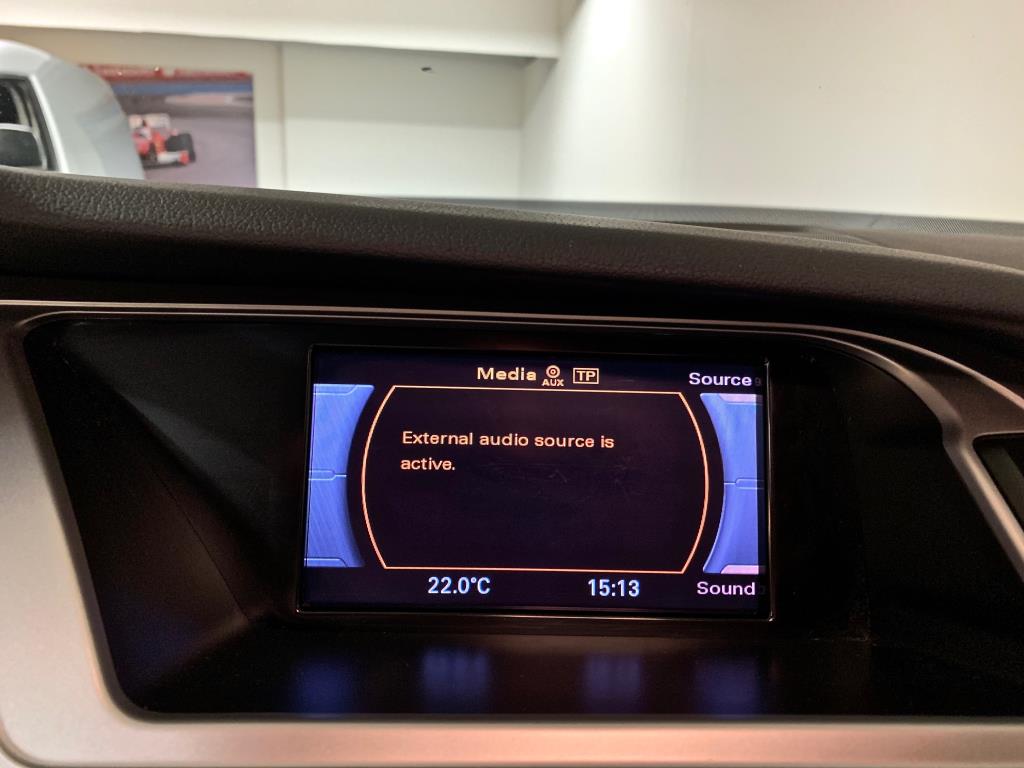 Media AUX TP
Source
External audio source is
active.
22.0°C 15:13
Sound